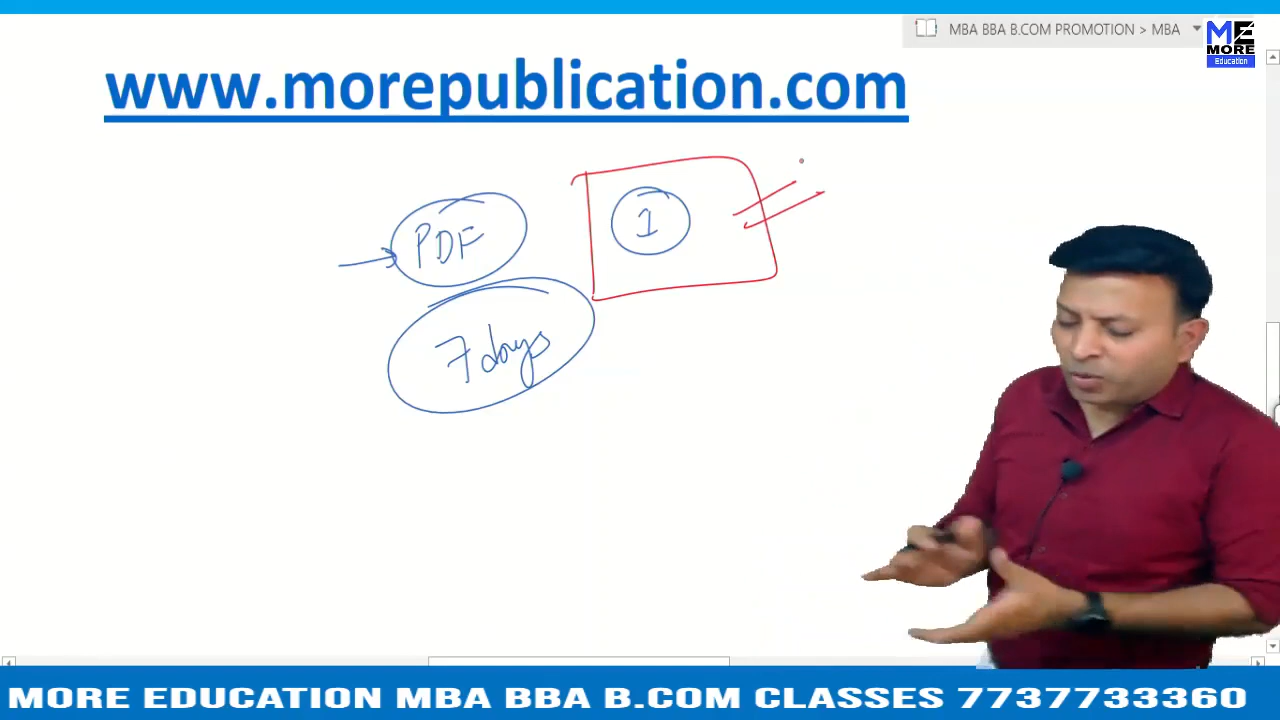 MBA BBA B.COM PROMOTION > MBA
ME
MORE
Education
www.morepublication.com
PDF
1
7 days
MORE EDUCATION MBA BBA B.COM CLASSES 7737733360